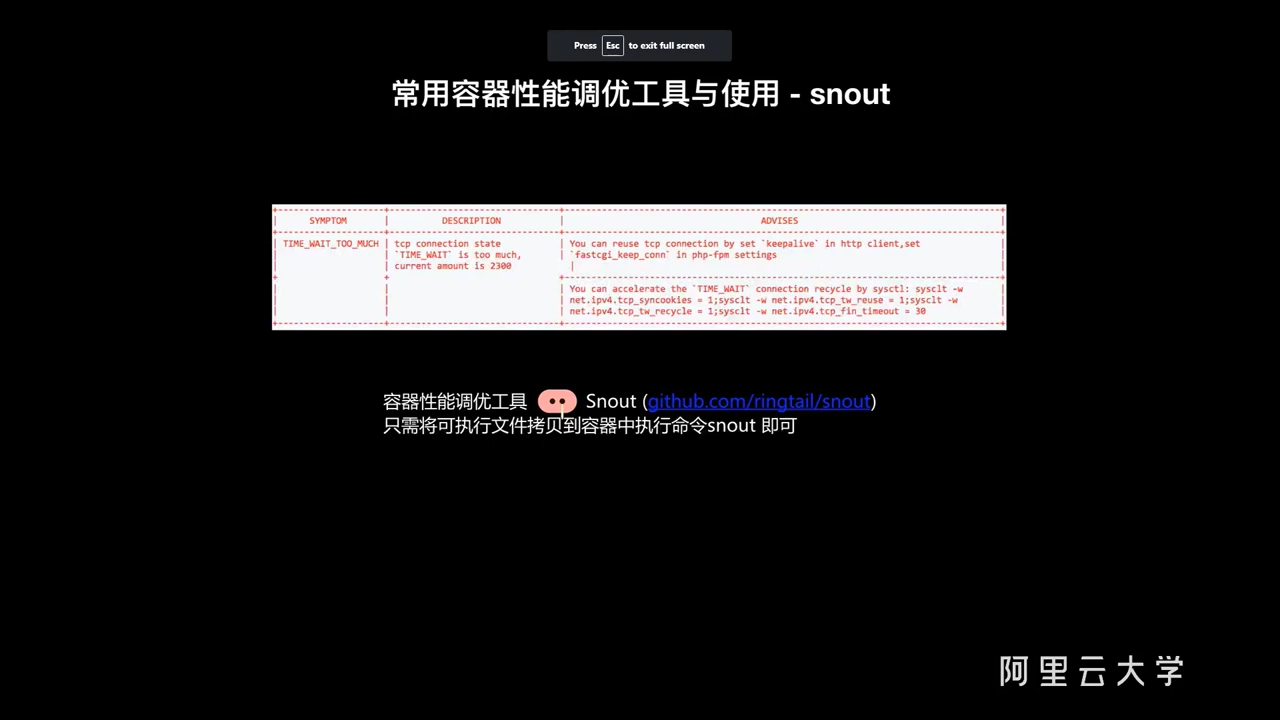 Press Esc to exit full screen
常用容器性能调优工具与使用 - snout
SYMPTOM | DESCRIPTION | ADVISES
TIME_WAIT_TOO_MUCH | tcp connection state | You can reuse tcp connection by set `keepalive` in http client,set
`TIME_WAIT` is too much, | `fastcgi_keep_conn` in php-fpm settings
current amount is 2300 |
You can accelerate the `TIME_WAIT` connection recycle by sysctl: sysclt -w
net.ipv4.tcp_syncookies = 1;sysclt -w net.ipv4.tcp_tw_reuse = 1;sysclt -w
net.ipv4.tcp_tw_recycle = 1;sysclt -w net.ipv4.tcp_fin_timeout = 30
容器性能调优工具 Snout (github.com/ringtail/snout)
只需将可执行文件拷贝到容器中执行命令snout 即可
阿里云大学